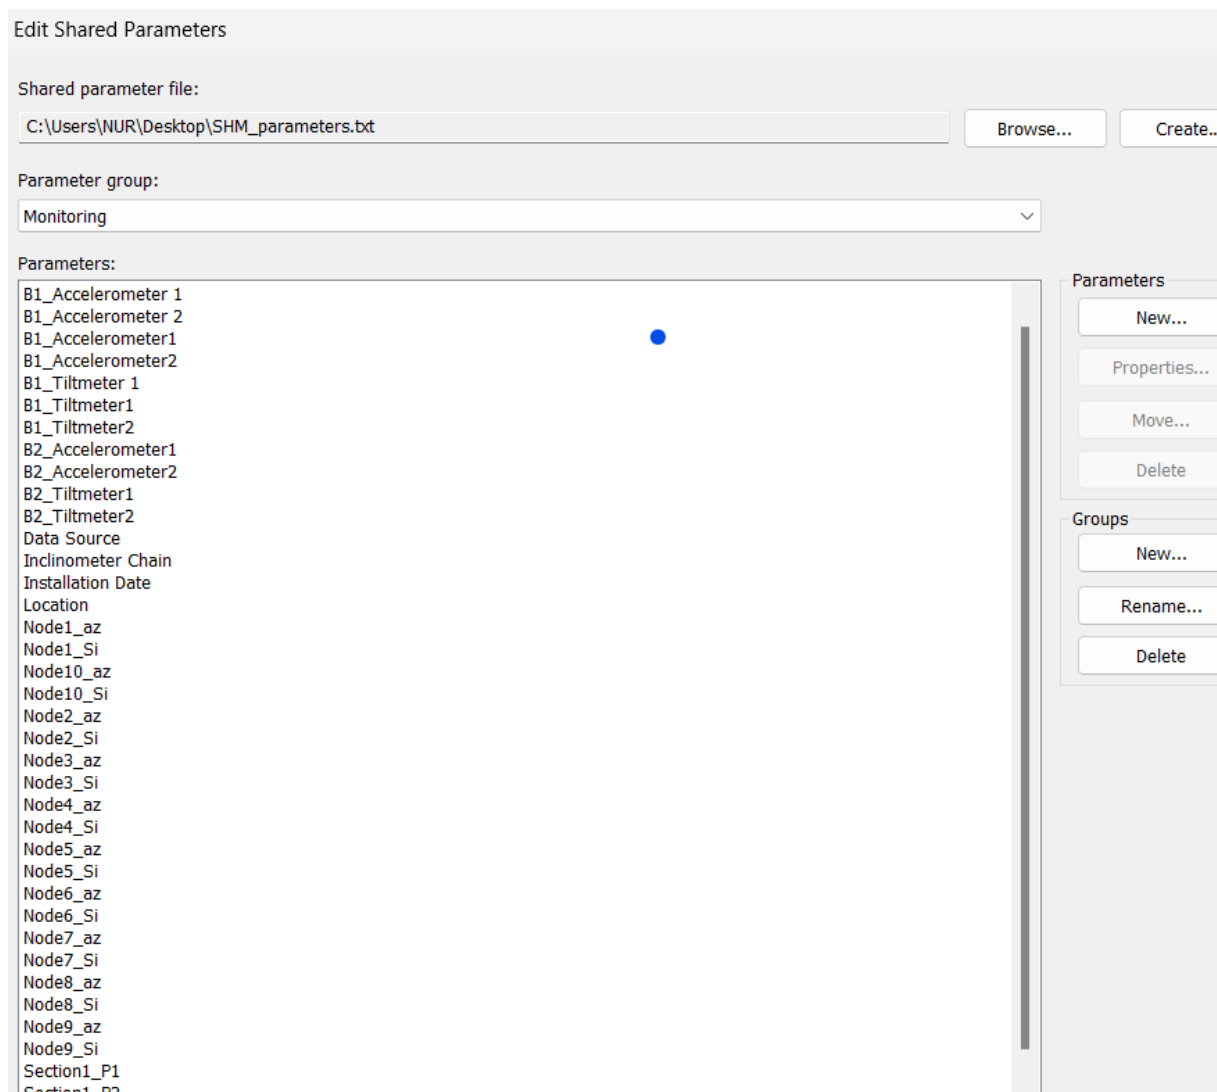 Edit Shared Parameters
Shared parameter file:
C:\Users\NUR\Desktop\SHM_parameters.txt
Browse...
Create..
Parameter group:
Monitoring
Parameters:
B1_Accelerometer 1
B1_Accelerometer 2
B1_Accelerometer1
B1_Accelerometer2
B1_Tiltmeter 1
B1_Tiltmeter1
B1_Tiltmeter2
B2_Accelerometer1
B2_Accelerometer2
B2_Tiltmeter1
B2_Tiltmeter2
Data Source
Inclinometer Chain
Installation Date
Location
Node1_az
Node1_Si
Node10_az
Node10_Si
Node2_az
Node2_Si
Node3_az
Node3_Si
Node4_az
Node4_Si
Node5_az
Node5_Si
Node6_az
Node6_Si
Node7_az
Node7_Si
Node8_az
Node8_Si
Node9_az
Node9_Si
Section1_P1
Parameters
New...
Properties...
Move...
Delete
Groups
New...
Rename...
Delete